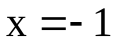 x =- 1